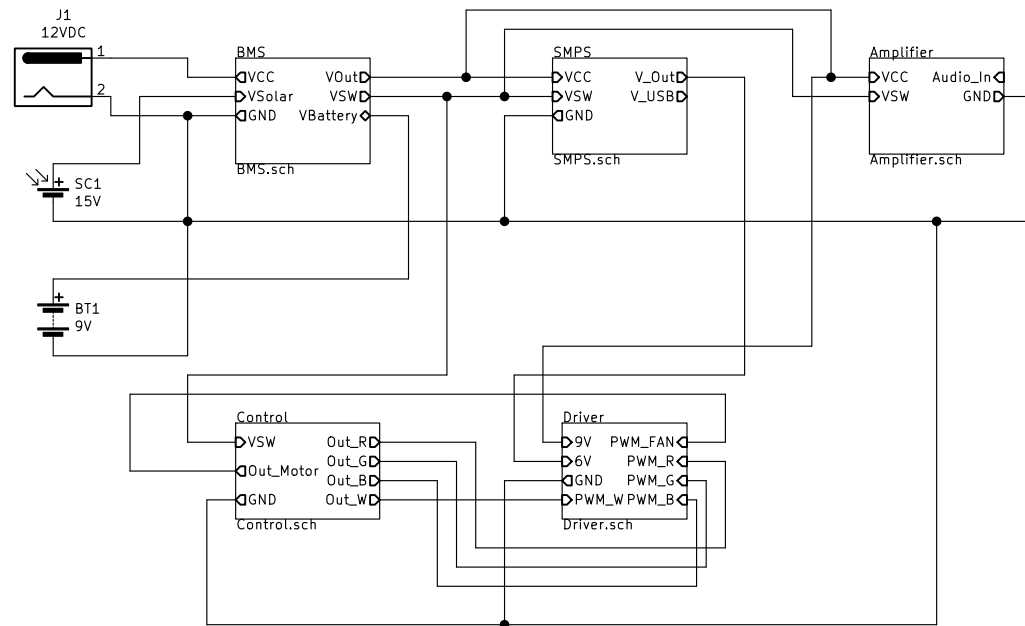 J1
12VDC
1
2
BMS
VCC
VSolar
GND
VOut
VSW
VBattery
BMS.sch
SMPS
VCC
VSW
GND
V_Out
V_USB
SMPS.sch
Amplifier
VCC
VSW
Audio_In
GND
Amplifier.sch
+
SC1
15V
+
BT1
9V
Control
VSW
Out_Motor
GND
Out_R
Out_G
Out_B
Out_W
Control.sch
Driver
9V
6V
GND
PWM_W
PWM_FAN
PWM_R
PWM_G
PWM_B
Driver.sch